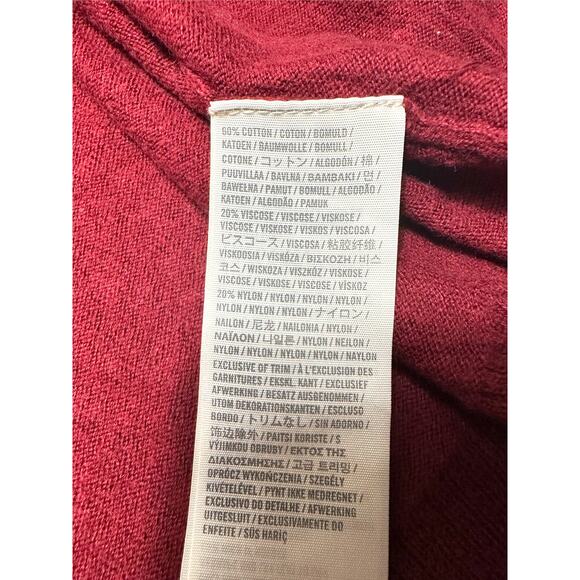 60% COTTON / COTON / BOMULD /
KATOEN / BAUMWOLLE / BOMULL /
COTONE / コットン / ALGODÓN / 棉 /
PUUVILLAA / BAVLNA / ΒΑΜΒΑΚΙ / 면 /
BAWEŁNA / PAMUT / BOMULL / ALGODÃO /
KATOEN / ALGODÃO / PAMUK
20% VISCOSE / VISCOSE / VISKOSE /
VISCOSE / VISKOSE / VISKOS / VISCOSA /
ビスコース / VISCOSA / 粘胶纤维 /
VISKOOSIA / VISKÓZA / ΒΙΣΚΟΖΗ / 비스
코스 / WISKOZA / VISZKÓZ / VISKOSE /
VISCOSE / VISCOSE / VISCOSE / VİSKOZ
20% NYLON / NYLON / NYLON / NYLON /
NYLON / NYLON / NYLON / ナイロン /
NAILON / 尼龙 / NAILONIA / NYLON /
ΝΑΪΛΟΝ / 나일론 / NYLON / NEILON /
NYLON / NYLON / NYLON / NYLON / NAYLON
EXCLUSIVE OF TRIM / À L'EXCLUSION DES
GARNITURES / EKSKL. KANT / EXCLUSIEF
AFWERKING / BESATZ AUSGENOMMEN /
UTOM DEKORATIONSKANTEN / ESCLUSO
BORDO / トリムなし / SIN ADORNO /
饰边除外 / PAITSI KORISTE / S
VÝJIMKOU OBRUBY / ΕΚΤΟΣ ΤΗΣ
ΔΙΑΚΟΣΜΗΣΗΣ / 고급 트리밍 /
OPRÓCZ WYKOŃCZENIA / SZEGÉLY
KIVÉTELÉVEL / PYNT IKKE MEDREGNET /
EXCLUSIVO DO DETALHE / AFWERKING
UITGESLUIT / EXCLUSIVAMENTE DO
ENFEITE / SÜS HARİÇ